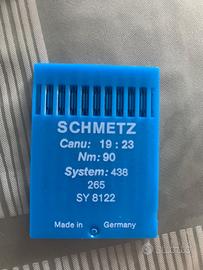 SCHMETZ
Canu: 19 : 23
Nm: 90
System: 438
265
SY 8122
Made in Germany